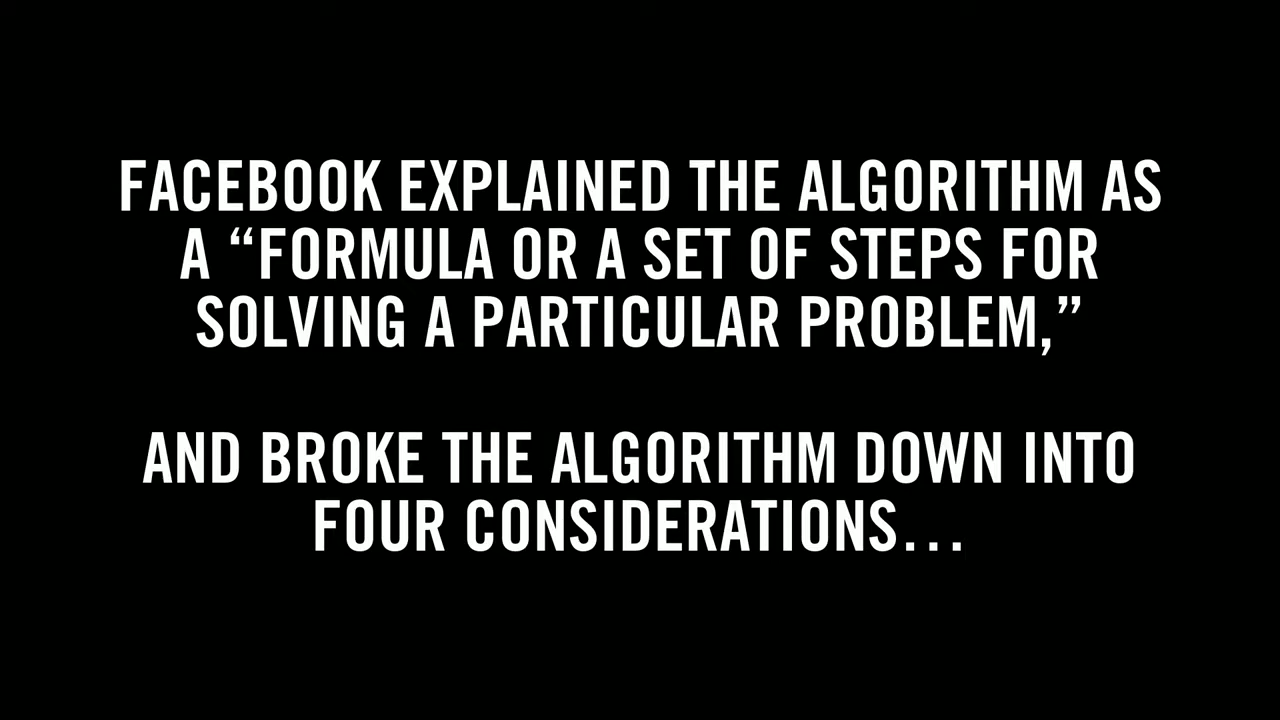 FACEBOOK EXPLAINED THE ALGORITHM AS
A “FORMULA OR A SET OF STEPS FOR
SOLVING A PARTICULAR PROBLEM,”
AND BROKE THE ALGORITHM DOWN INTO
FOUR CONSIDERATIONS...